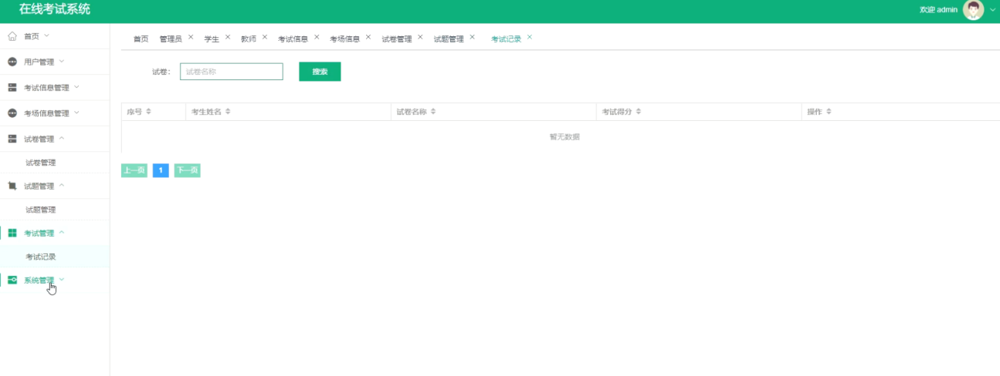 在线考试系统
欢迎 admin
首页
用户管理
考试信息管理
考场信息管理
试卷管理
试卷管理
试题管理
试题管理
考试管理
考试记录
系统管理
首页 管理员 × 学生 × 教师 × 考试信息 × 考场信息 × 试卷管理 × 试题管理 × 考试记录 ×
试卷： 试卷名称 搜索
序号 考生姓名 试卷名称 考试得分 操作
暂无数据
上一页 1 下一页